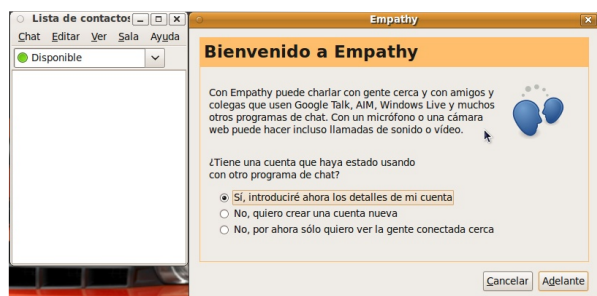 Lista de contactos
Chat Editar Ver Sala Ayuda
Disponible
Empathy
Bienvenido a Empathy
Con Empathy puede charlar con gente cerca y con amigos y
colegas que usen Google Talk, AIM, Windows Live y muchos
otros programas de chat. Con un micrófono o una cámara
web puede hacer incluso llamadas de sonido o vídeo.
¿Tiene una cuenta que haya estado usando
con otro programa de chat?
Sí, introduciré ahora los detalles de mi cuenta
No, quiero crear una cuenta nueva
No, por ahora sólo quiero ver la gente conectada cerca
Cancelar Adelante